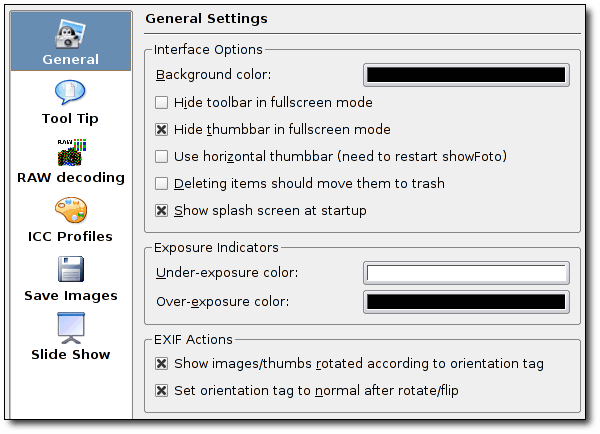 General
Tool Tip
RAW
RAW decoding
ICC Profiles
Save Images
Slide Show
General Settings
Interface Options
Background color:
Hide toolbar in fullscreen mode
Hide thumbbar in fullscreen mode
Use horizontal thumbbar (need to restart showFoto)
Deleting items should move them to trash
Show splash screen at startup
Exposure Indicators
Under-exposure color:
Over-exposure color:
EXIF Actions
Show images/thumbs rotated according to orientation tag
Set orientation tag to normal after rotate/flip